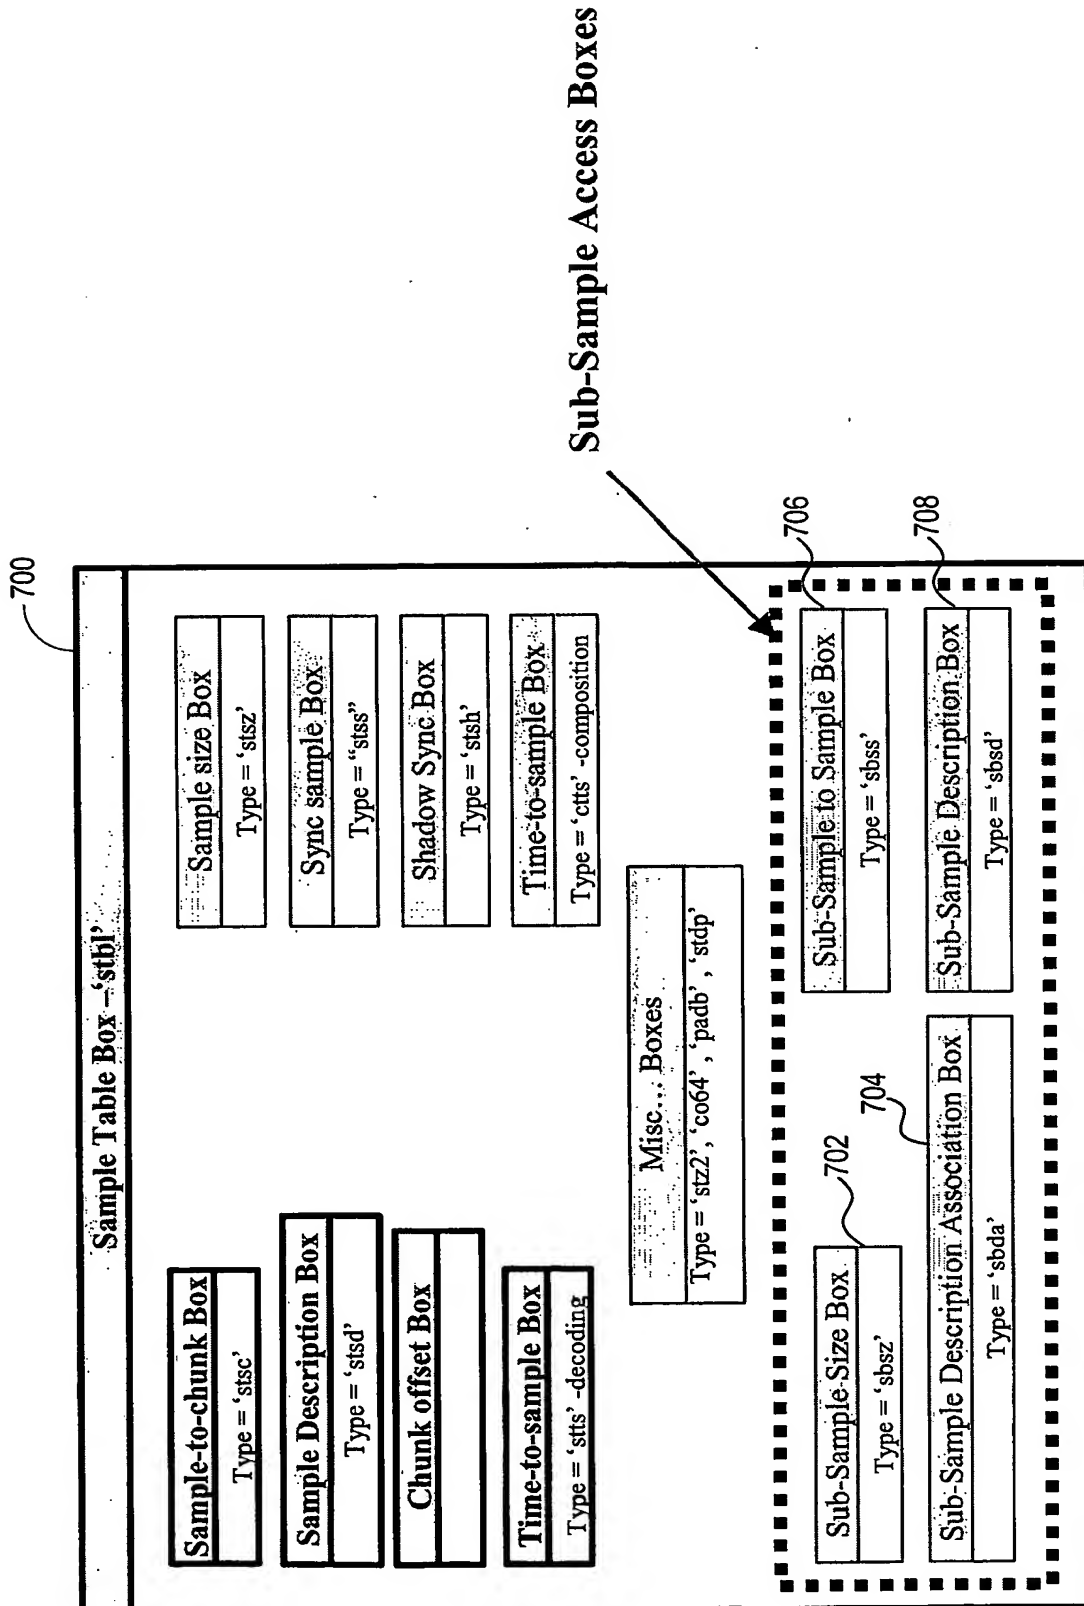 700
Sample Table Box –‘stbl’
Sample-to-chunk Box
Type = ‘stsc’
Sample size Box
Type = ‘stsz’
Sample Description Box
Type = ‘stsd’
Sync sample Box
Type = “stss”
Chunk offset Box
Shadow Sync Box
Type = ‘stsh’
Time-to-sample Box
Type = ‘stts’ -decoding
Time-to-sample Box
Type = ‘ctts’ -composition
Misc... Boxes
Type = ‘stz2’, ‘co64’ , ‘padb’ , ‘stdp’
Sub-Sample Access Boxes
702
Sub-Sample Size Box
Type = ‘sbsz’
706
Sub-Sample to Sample Box
Type = ‘sbss’
704
Sub-Sample Description Association Box
Type = ‘sbda’
708
Sub-Sample Description Box
Type = ‘sbsd’